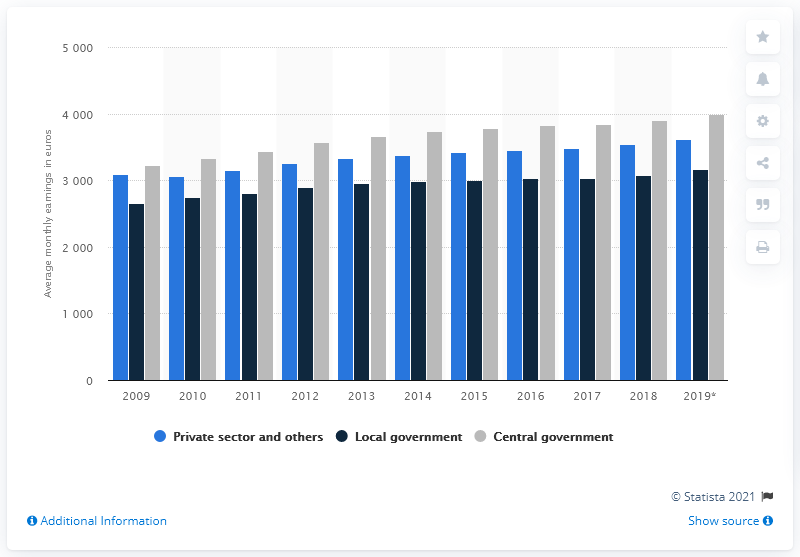 5 000
4 000
3 000
2 000
1 000
0
Average monthly earnings in euros
2009 2010 2011 2012 2013 2014 2015 2016 2017 2018 2019*
Private sector and others Local government Central government
© Statista 2021
Additional Information Show source